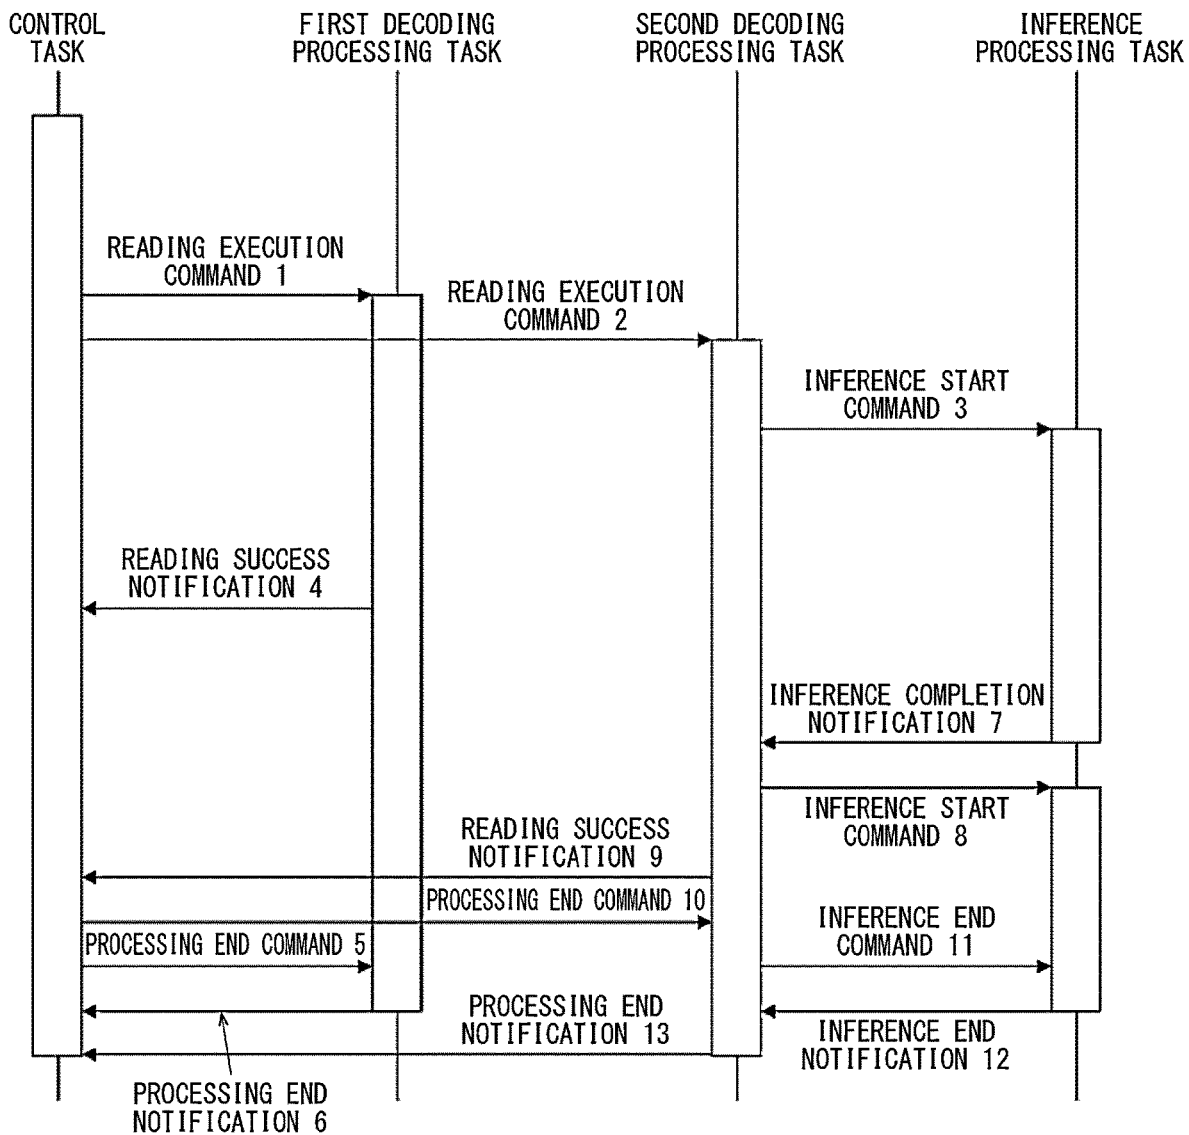 CONTROL
TASK
FIRST DECODING
PROCESSING TASK
SECOND DECODING
PROCESSING TASK
INFERENCE
PROCESSING TASK
READING EXECUTION
COMMAND 1
READING EXECUTION
COMMAND 2
INFERENCE START
COMMAND 3
READING SUCCESS
NOTIFICATION 4
INFERENCE COMPLETION
NOTIFICATION 7
INFERENCE START
COMMAND 8
READING SUCCESS
NOTIFICATION 9
PROCESSING END COMMAND 10
INFERENCE END
COMMAND 11
PROCESSING END COMMAND 5
PROCESSING END
NOTIFICATION 13
INFERENCE END
NOTIFICATION 12
PROCESSING END
NOTIFICATION 6